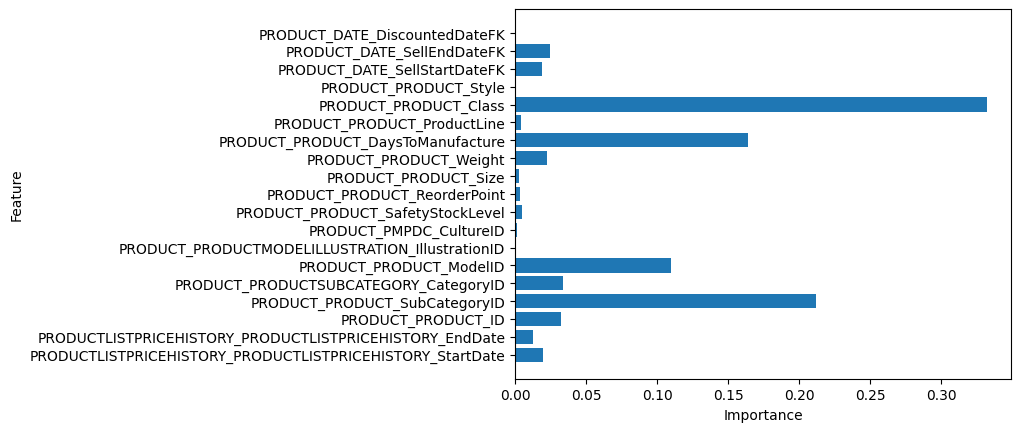 PRODUCT_DATE_DiscountedDateFK
PRODUCT_DATE_SellEndDateFK
PRODUCT_DATE_SellStartDateFK
PRODUCT_PRODUCT_Style
PRODUCT_PRODUCT_Class
PRODUCT_PRODUCT_ProductLine
PRODUCT_PRODUCT_DaysToManufacture
PRODUCT_PRODUCT_Weight
PRODUCT_PRODUCT_Size
PRODUCT_PRODUCT_ReorderPoint
PRODUCT_PRODUCT_SafetyStockLevel
PRODUCT_PMPDC_CultureID
PRODUCT_PRODUCTMODELILLUSTRATION_IllustrationID
PRODUCT_PRODUCT_ModelID
PRODUCT_PRODUCTSUBCATEGORY_CategoryID
PRODUCT_PRODUCT_SubCategoryID
PRODUCT_PRODUCT_ID
PRODUCTLISTPRICEHISTORY_PRODUCTLISTPRICEHISTORY_EndDate
PRODUCTLISTPRICEHISTORY_PRODUCTLISTPRICEHISTORY_StartDate
Feature
0.00 0.05 0.10 0.15 0.20 0.25 0.30
Importance